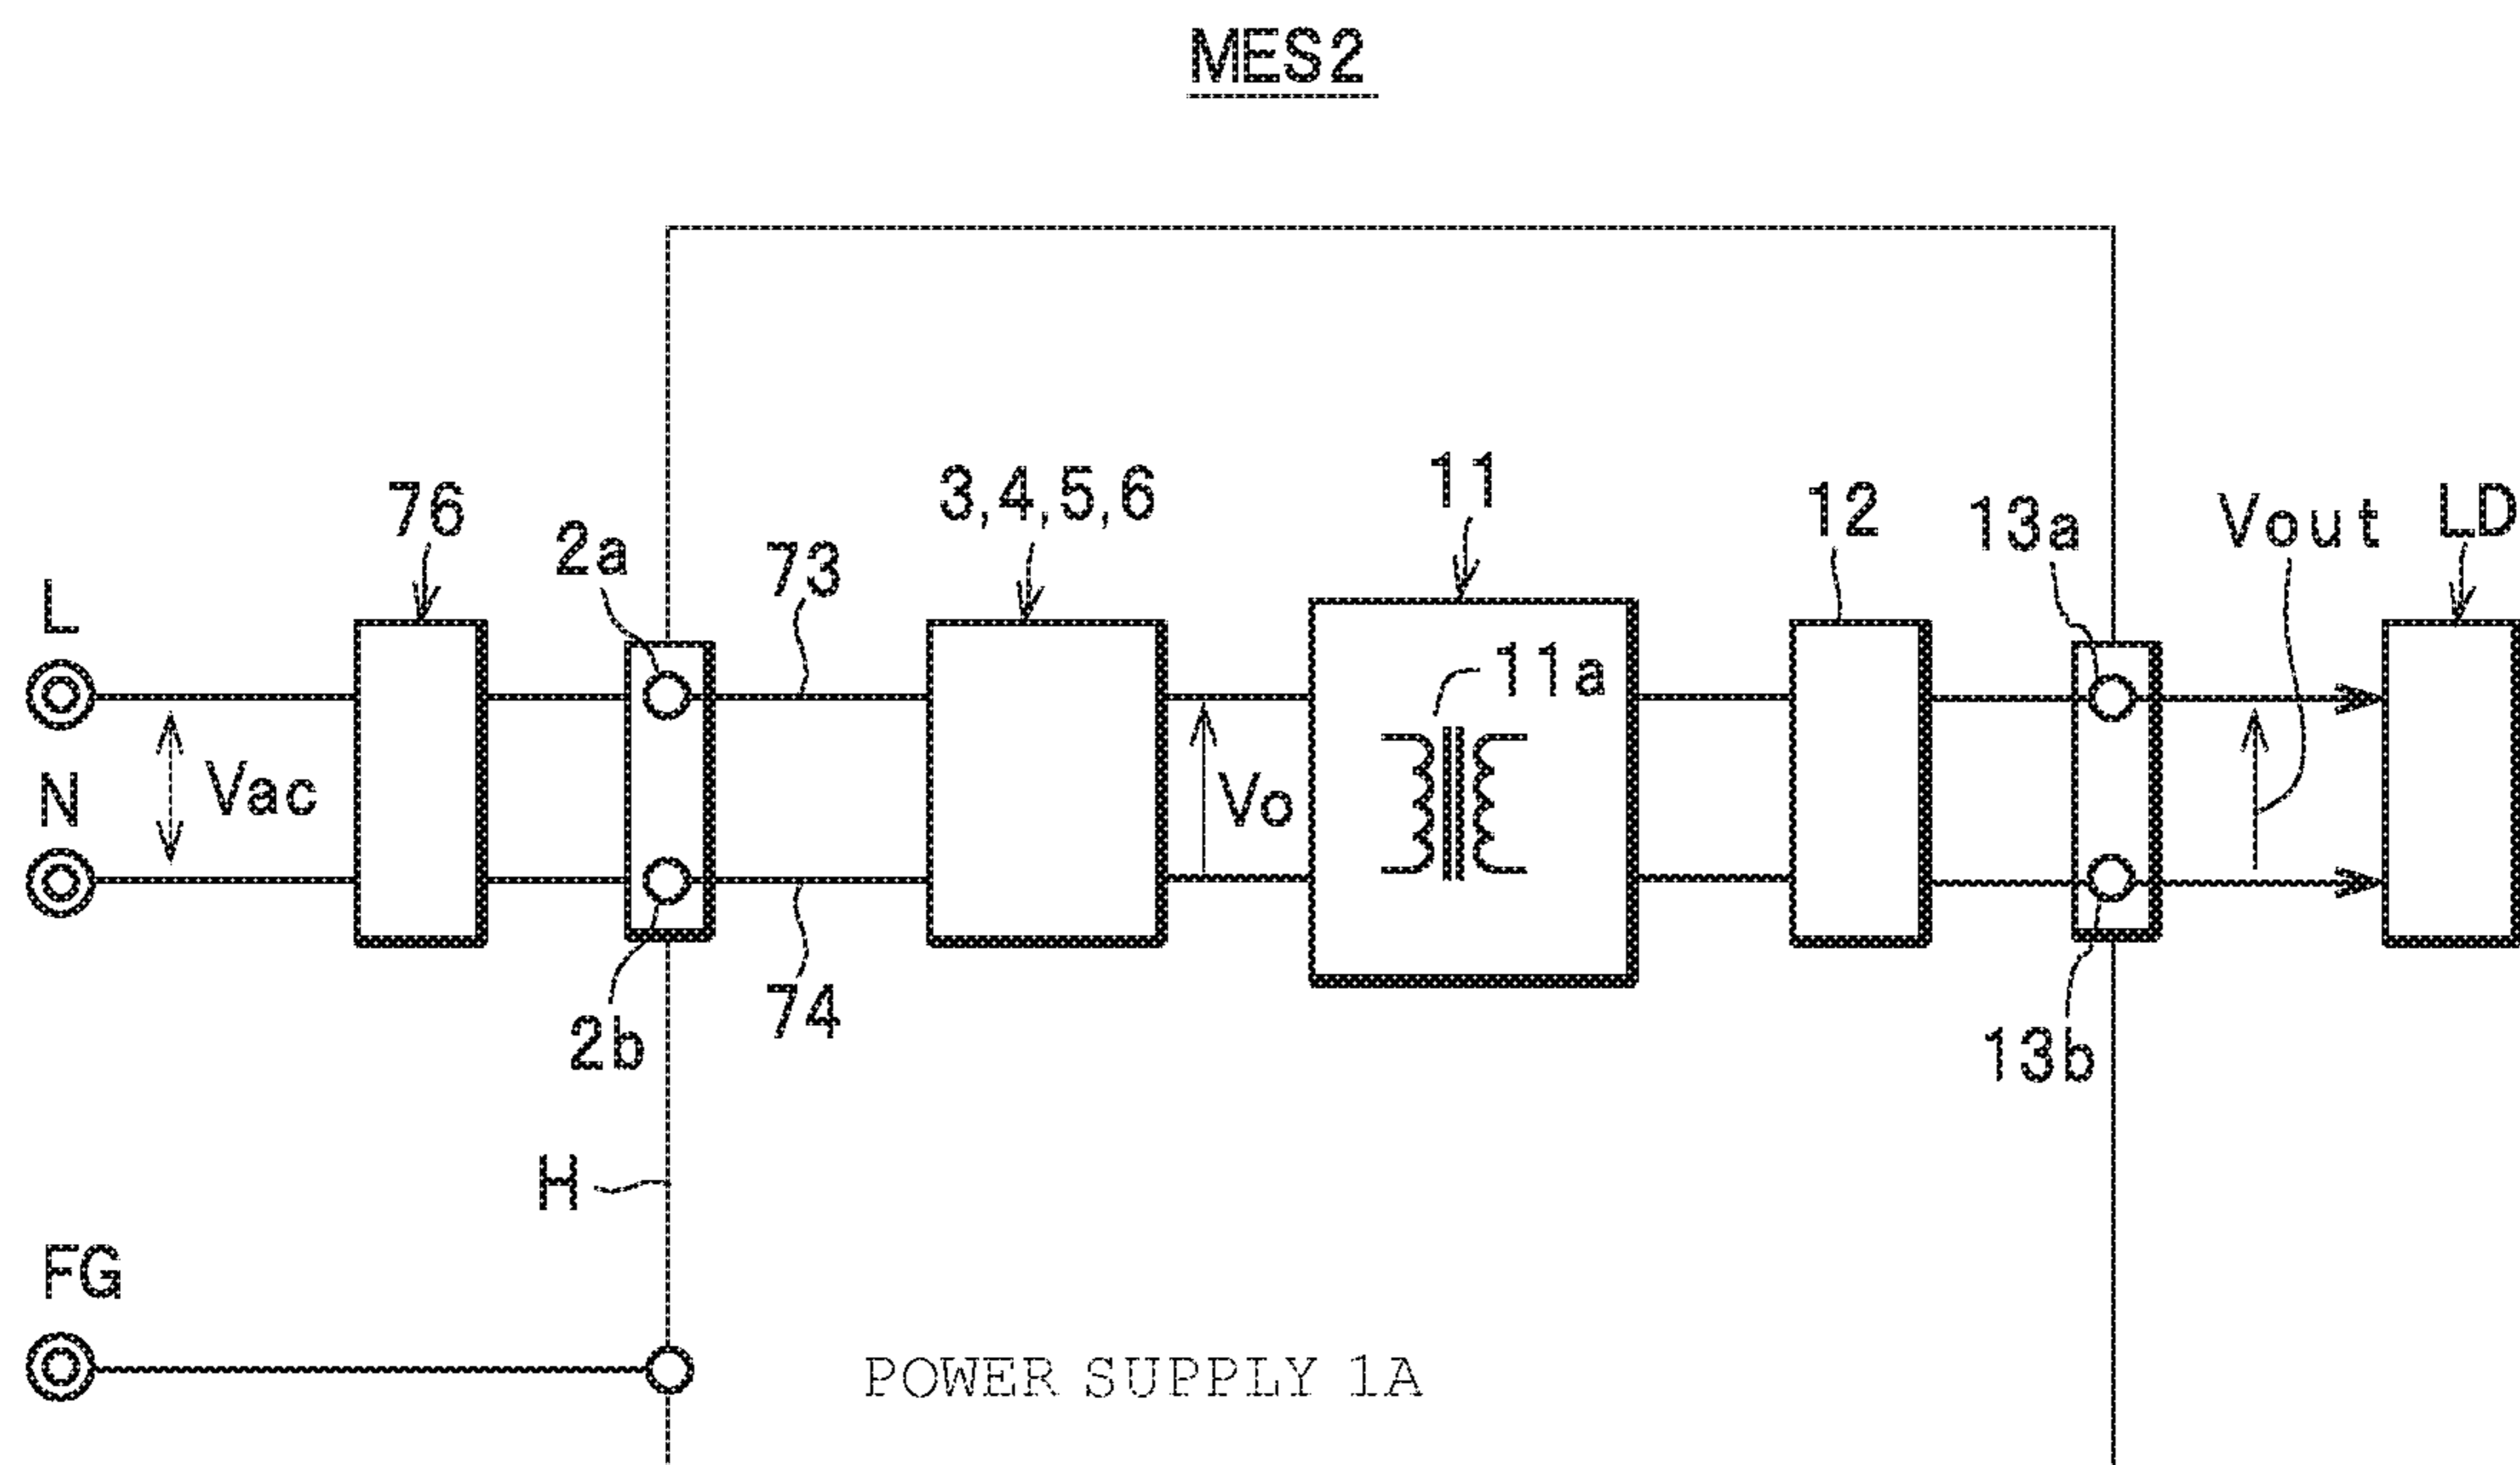 MES2
76
2a
73
3,4,5,6
11
12
13a
Vout
LD
L
11a
N
Vac
Vo
2b
74
13b
H
FG
POWER SUPPLY 1A